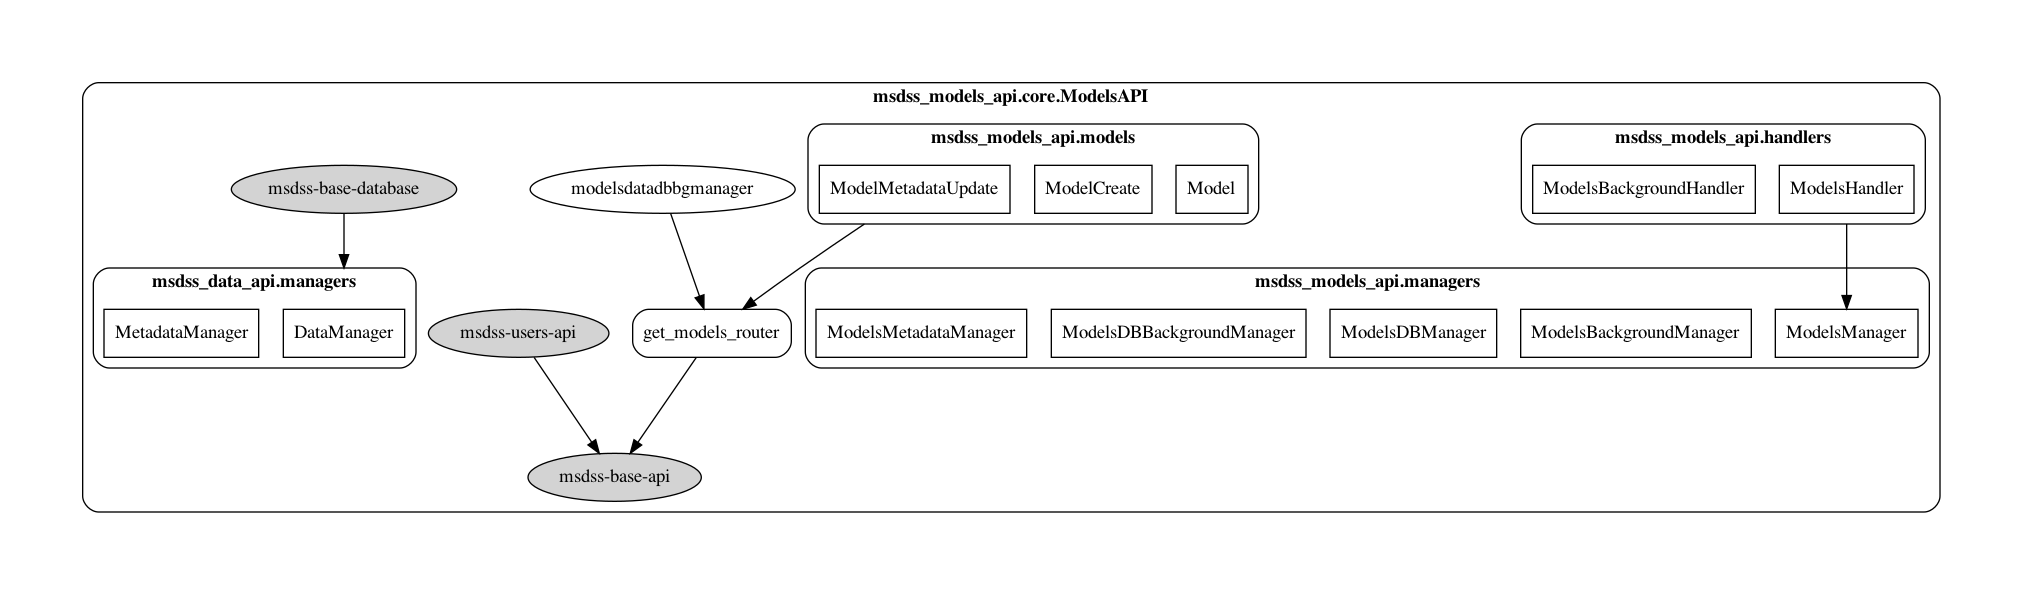 msdss_models_api.core.ModelsAPI
msdss_models_api.models
msdss_models_api.handlers
msdss-base-database
modelsdatadbbgmanager
ModelMetadataUpdate
ModelCreate
Model
ModelsBackgroundHandler
ModelsHandler
msdss_data_api.managers
msdss_models_api.managers
MetadataManager
DataManager
msdss-users-api
get_models_router
ModelsMetadataManager
ModelsDBBackgroundManager
ModelsDBManager
ModelsBackgroundManager
ModelsManager
msdss-base-api